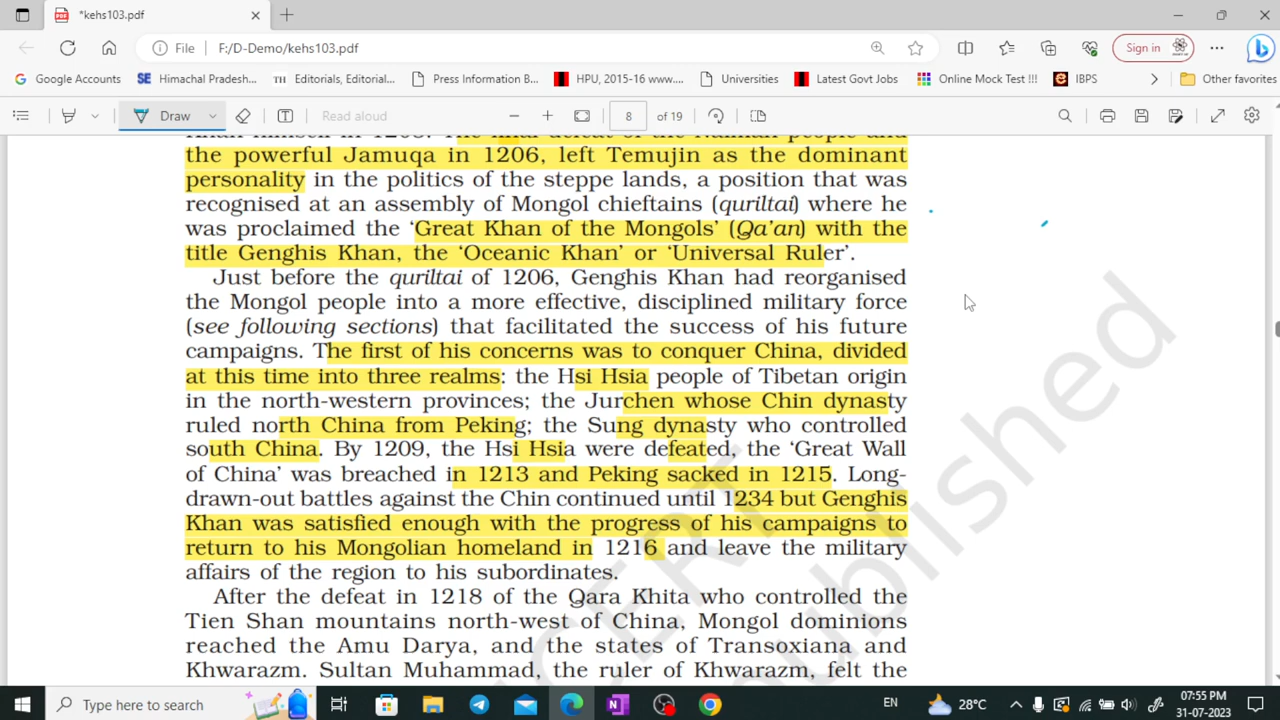 *kehs103.pdf
File F:/D-Demo/kehs103.pdf Sign in
Google Accounts SE Himachal Pradesh... TH Editorials, Editorial... Press Information B... HPU, 2015-16 www.... Universities Latest Govt Jobs Online Mock Test !!! IBPS Other favorites
Draw Read aloud 8 of 19
Khan himself in 1203. The final defeat of the Naiman people and
the powerful Jamuqa in 1206, left Temujin as the dominant
personality in the politics of the steppe lands, a position that was
recognised at an assembly of Mongol chieftains (quriltai) where he
was proclaimed the ‘Great Khan of the Mongols’ (Qa’an) with the
title Genghis Khan, the ‘Oceanic Khan’ or ‘Universal Ruler’.
Just before the quriltai of 1206, Genghis Khan had reorganised
the Mongol people into a more effective, disciplined military force
(see following sections) that facilitated the success of his future
campaigns. The first of his concerns was to conquer China, divided
at this time into three realms: the Hsi Hsia people of Tibetan origin
in the north-western provinces; the Jurchen whose Chin dynasty
ruled north China from Peking; the Sung dynasty who controlled
south China. By 1209, the Hsi Hsia were defeated, the ‘Great Wall
of China’ was breached in 1213 and Peking sacked in 1215. Long-
drawn-out battles against the Chin continued until 1234 but Genghis
Khan was satisfied enough with the progress of his campaigns to
return to his Mongolian homeland in 1216 and leave the military
affairs of the region to his subordinates.
After the defeat in 1218 of the Qara Khita who controlled the
Tien Shan mountains north-west of China, Mongol dominions
reached the Amu Darya, and the states of Transoxiana and
Khwarazm. Sultan Muhammad, the ruler of Khwarazm, felt the
Type here to search EN 28°C 07:55 PM
31-07-2023